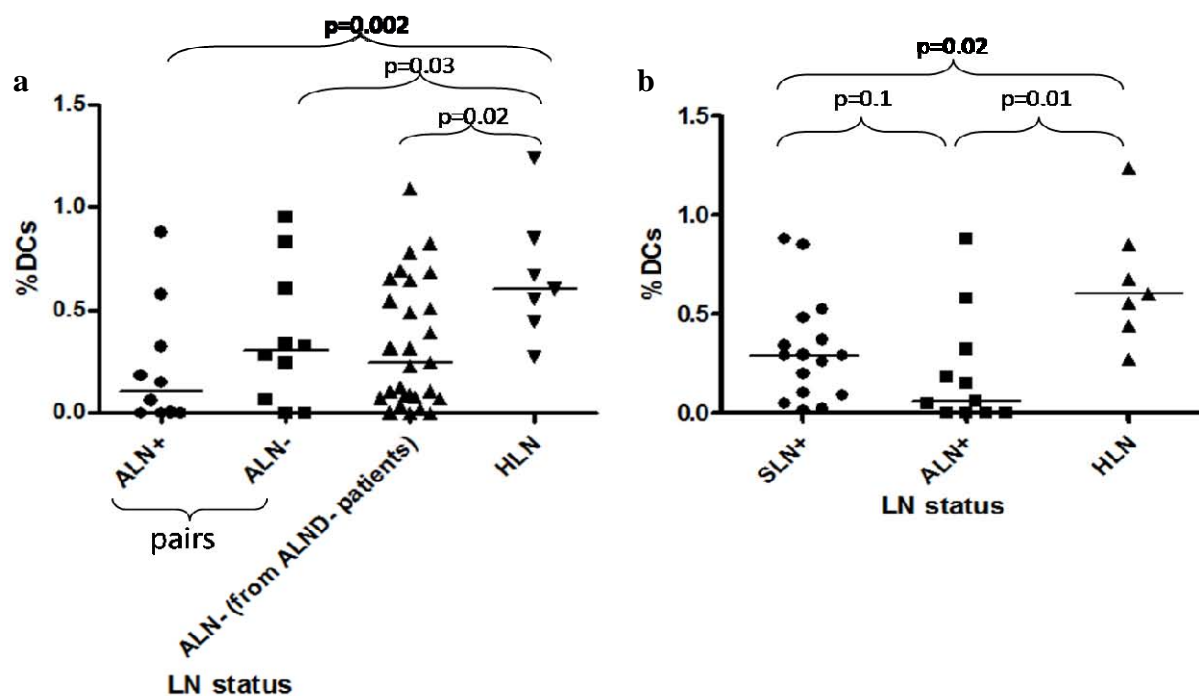 a
p=0.002
p=0.03
p=0.02
%DCs
1.5
1.0
0.5
0.0
ALN+
ALN-
ALN- (from ALND- patients)
HLN
pairs
LN status
b
p=0.02
p=0.1
p=0.01
% DCs
1.5
1.0
0.5
0.0
SLN+
ALN+
HLN
LN status